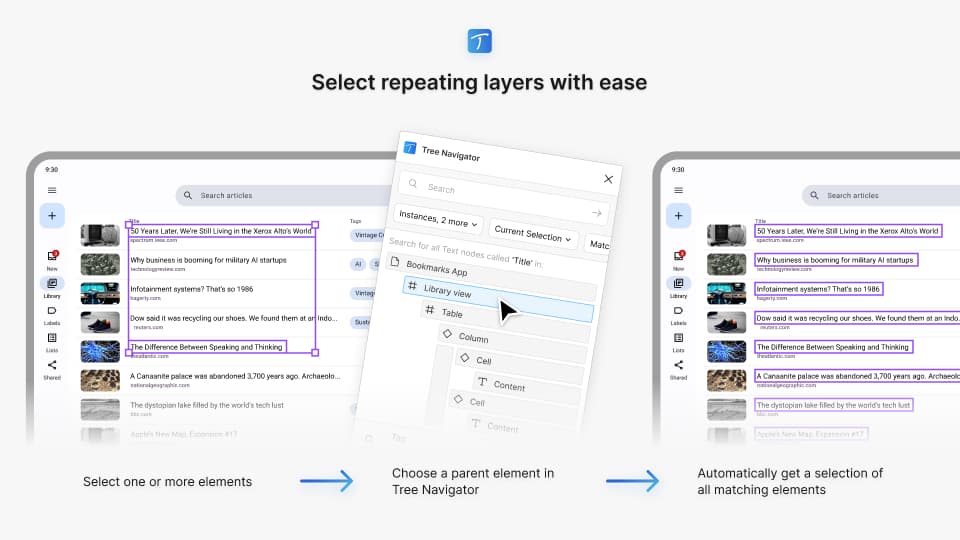 Select repeating layers with ease
9:30
Search articles
Title
Tags
50 Years Later, We're Still Living in the Xerox Alto's World
spectrum.ieee.com
Vintage
New
Why business is booming for military AI startups
technologyreview.com
AI
S
Library
Infotainment systems? That's so 1986
hagerty.com
Vintage
Labels
Dow said it was recycling our shoes. We found them at an Indo...
reuters.com
Lists
The Difference Between Speaking and Thinking
theatlantic.com
Shared
A Canaanite palace was abandoned 3,700 years ago. Archaeolo...
nationalgeographic.com
The dystopian lake filled by the world's tech lust
bbc.com
Apple's New Map, Expansion #17
Tree Navigator
Search
Instances, 2 more
Current Selection
Matc
Search for all Text nodes called 'Title' in:
Bookmarks App
Library view
Table
Column
Cell
Content
Cell
Content
Tag
9:30
Search articles
Title
50 Years Later, We're Still Living in the Xerox Alto's World
spectrum.ieee.com
New
Why business is booming for military AI startups
technologyreview.com
Library
Infotainment systems? That's so 1986
hagerty.com
Labels
Dow said it was recycling our shoes. We found them at an Indo.
reuters.com
Lists
The Difference Between Speaking and Thinking
theatlantic.com
Shared
A Canaanite palace was abandoned 3,700 years ago. Archaeolo
nationalgeographic.com
The dystopian lake filled by the world's tech lust
bbc.com
Apple's New Map, Expansion #17
Select one or more elements
Choose a parent element in
Tree Navigator
Automatically get a selection of
all matching elements